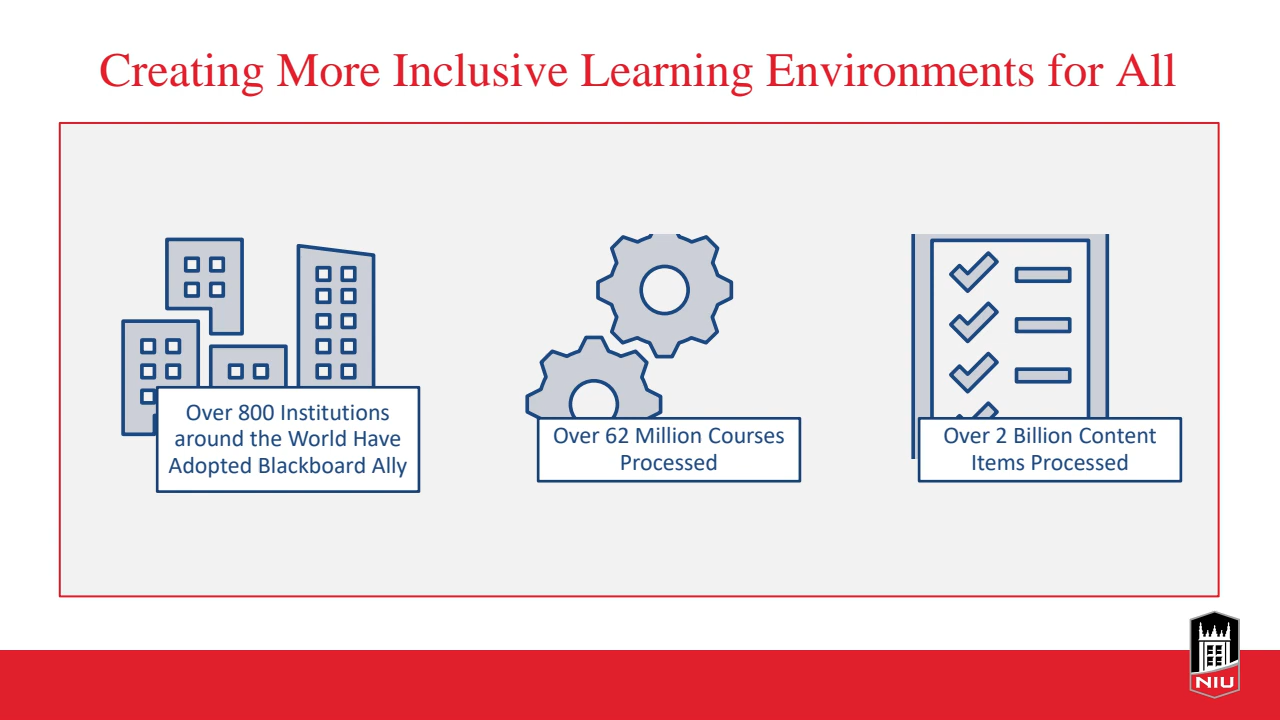 Creating More Inclusive Learning Environments for All
Over 800 Institutions
around the World Have
Adopted Blackboard Ally
Over 62 Million Courses
Processed
Over 2 Billion Content
Items Processed
NIU